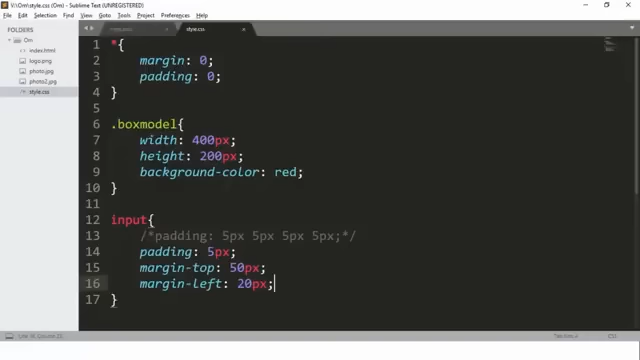 V:\Om\style.css (Om) - Sublime Text (UNREGISTERED)
File Edit Selection Find View Goto Tools Project Preferences Help
FOLDERS
Om
index.html
logo.png
photo.jpg
photo2.jpg
style.css
style.css
1 *{
2 margin: 0;
3 padding: 0;
4 }
5
6 .boxmodel{
7 width: 400px;
8 height: 200px;
9 background-color: red;
10 }
11
12 input{
13 /*padding: 5px 5px 5px 5px;*/
14 padding: 5px;
15 margin-top: 50px;
16 margin-left: 20px;
17 }
Line 16, Column 23
Tab Size: 4
CSS